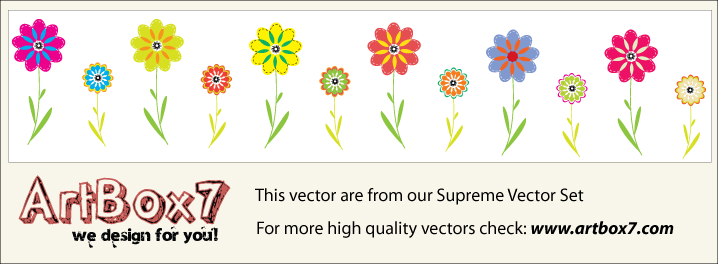 ArtBox7
we design for you!
This vector are from our Supreme Vector Set
For more high quality vectors check: www.artbox7.com